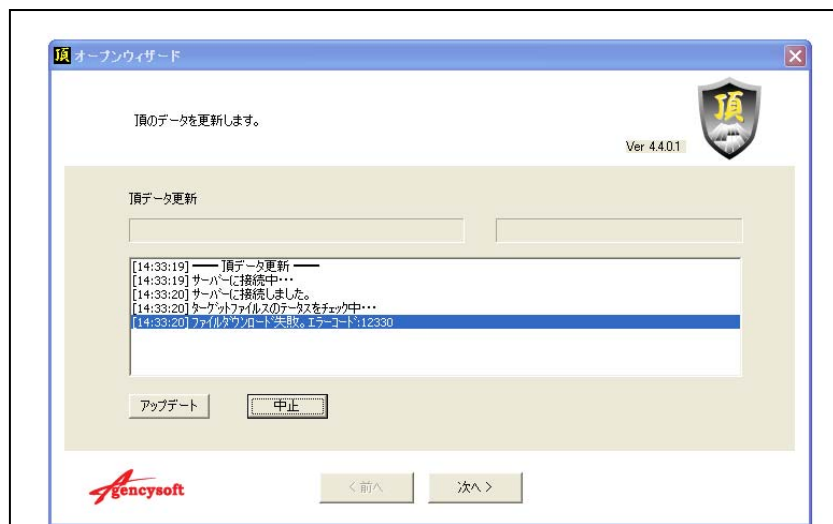 頂 オープンウィザード
頂のデータを更新します。
頂
Ver 4.4.0.1
頂データ更新
[14:33:19] ━━ 頂データ更新 ━━
[14:33:19] サーバーに接続中・・・
[14:33:20] サーバーに接続しました。
[14:33:20] ターゲットファイルスのテータスをチェック中・・・
[14:33:20] ファイルダウンロード失敗。エラーコード:12330
アップデート
中止
Agencysoft
< 前へ
次へ >